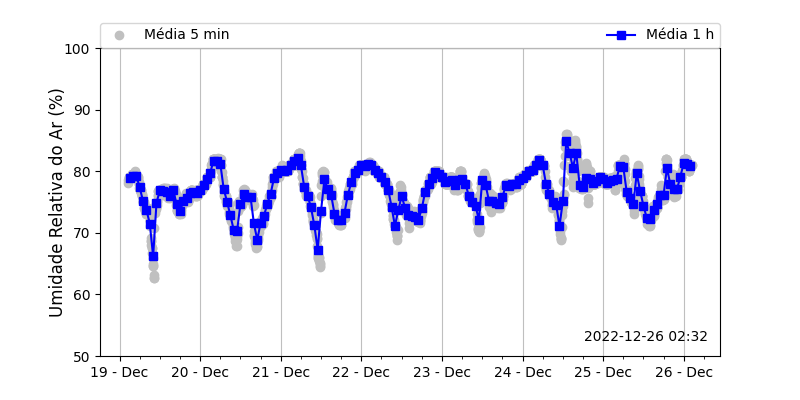 Média 5 min
Média 1 h
Umidade Relativa do Ar (%)
100
90
80
70
60
50
2022-12-26 02:32
19 - Dec
20 - Dec
21 - Dec
22 - Dec
23 - Dec
24 - Dec
25 - Dec
26 - Dec